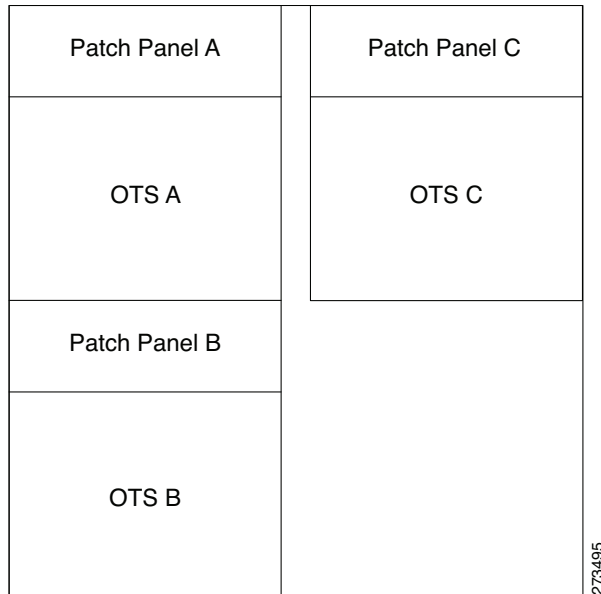 Patch Panel A
OTS A
Patch Panel B
OTS B
Patch Panel C
OTS C
273495